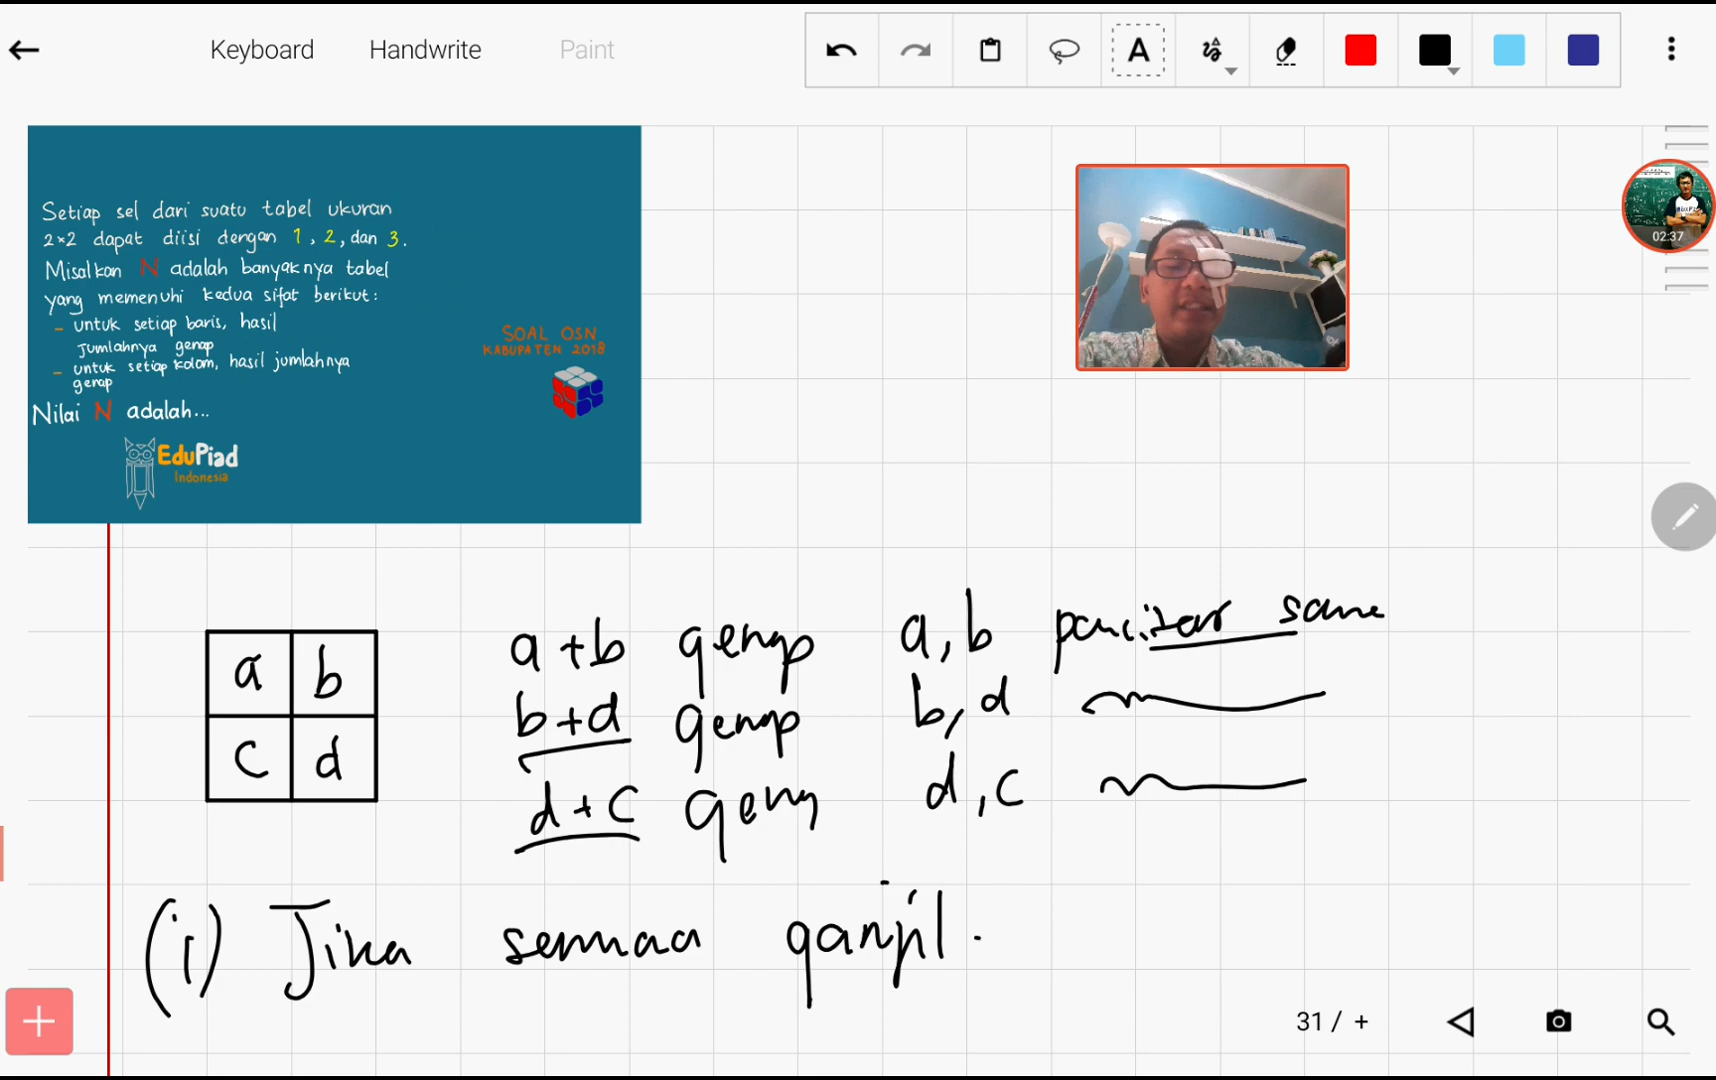 Keyboard Handwrite Paint A
Setiap sel dari suatu tabel ukuran
2×2 dapat diisi dengan 1, 2, dan 3.
Misalkan N adalah banyaknya tabel
yang memenuhi kedua sifat berikut:
- untuk setiap baris, hasil
jumlahnya genap
- untuk setiap kolom, hasil jumlahnya
genap
Nilai N adalah...
SOAL OSN
KABUPATEN 2018
EduPiad
Indonesia
02:37
a b
c d
a+b genap a, b paritas sama
b+d genap b, d
d+c genap d, c
(i) Jika semua ganjil.
31 / +